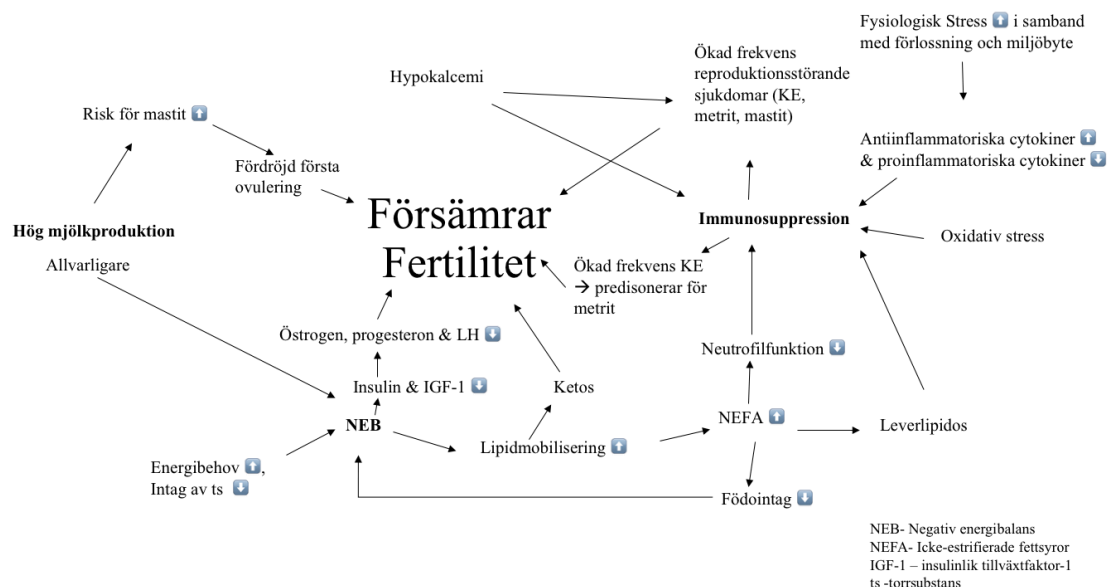 Fysiologisk Stress ⬆️ i samband
med förlossning och miljöbyte
Hypokalcemi
Ökad frekvens
reproduktionsstörande
sjukdomar (KE,
metrit, mastit)
Risk för mastit ⬆️
Antiinflammatoriska cytokiner ⬆️
& proinflammatoriska cytokiner ⬇️
Fördröjd första
ovulering
Försämrar
Fertilitet
Immunosuppression
Hög mjölkproduktion
Allvarligare
Oxidativ stress
Ökad frekvens KE
→ predisonerar för
metrit
Östrogen, progesteron & LH ⬇️
Neutrofilfunktion ⬇️
Insulin & IGF-1 ⬇️
Ketos
NEB
NEFA ⬆️
Leverlipidos
Lipidmobilisering ⬆️
Energibehov ⬆️,
Intag av ts ⬇️
Födointag ⬇️
NEB- Negativ energibalans
NEFA- Icke-estrifierade fettsyror
IGF-1 – insulinlik tillväxtfaktor-1
ts -torrsubstans